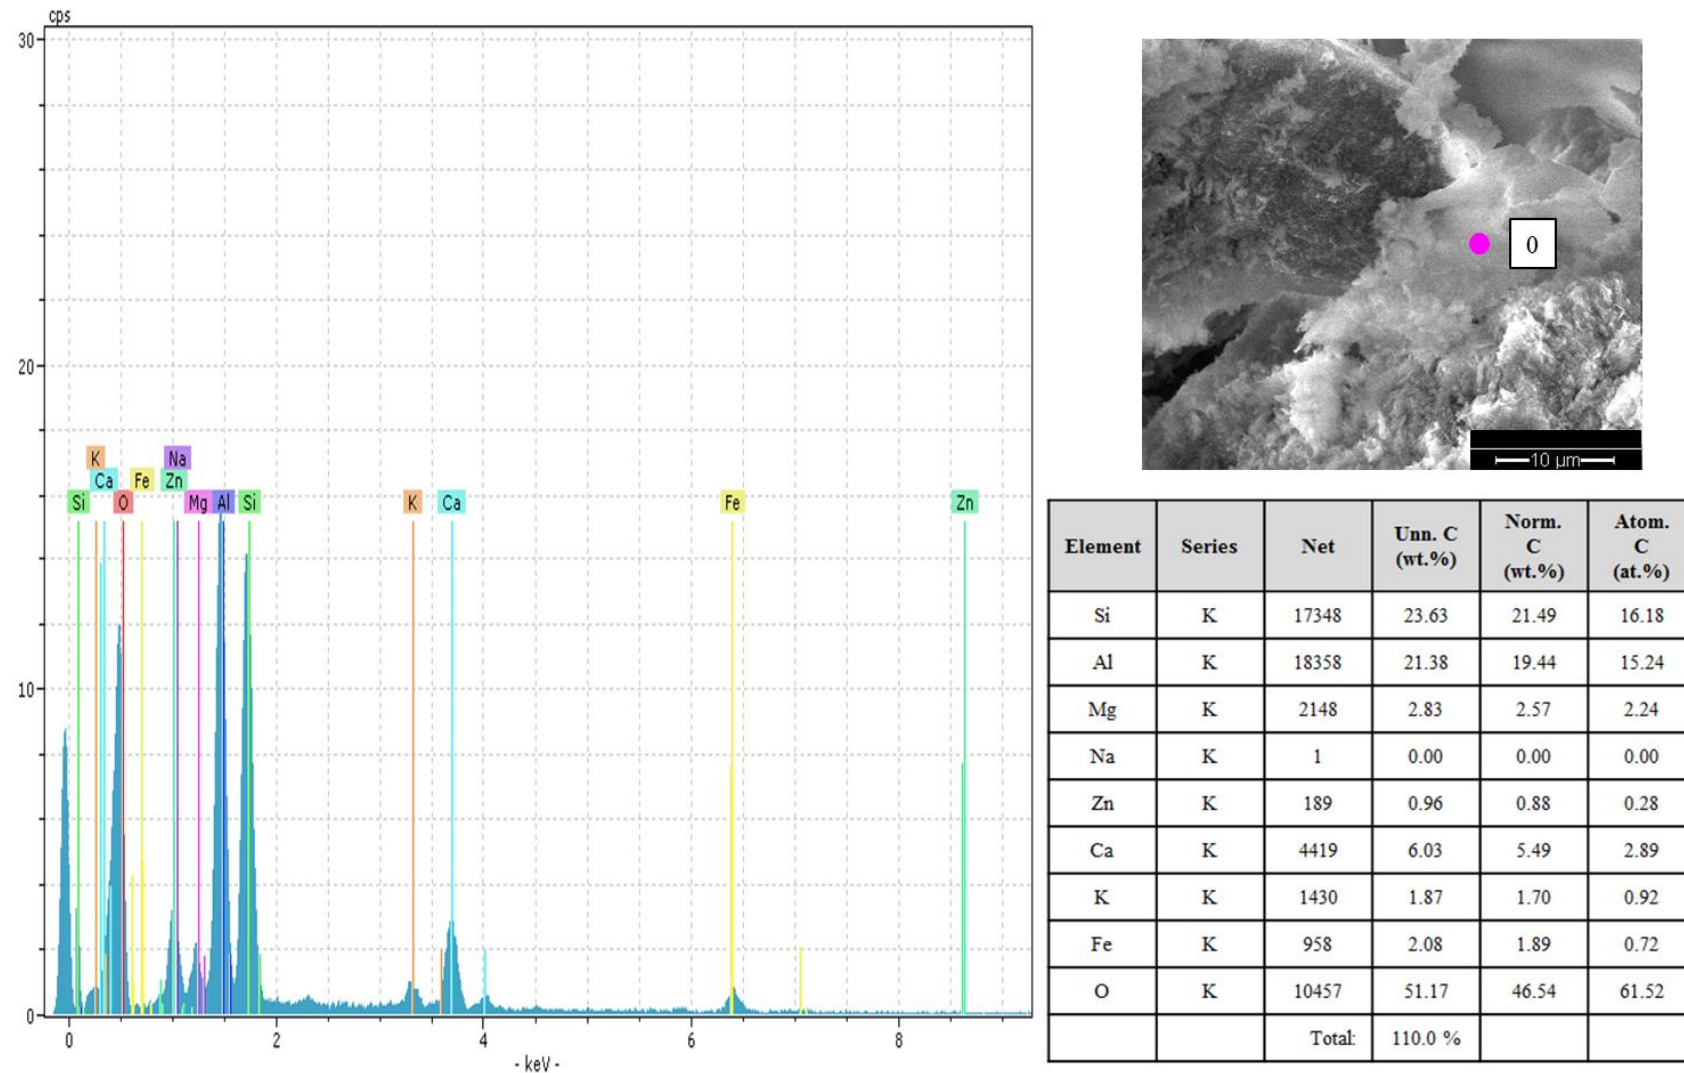 cps
30
20
10
0
K
Na
Ca
Fe
Zn
Si
O
Mg
Al
Si
K
Ca
Fe
Zn
0
2
4
6
8
- keV -
0
10 µm
Element Series Net Unn. C (wt.%) Norm. C (wt.%) Atom. C (at.%)
Si K 17348 23.63 21.49 16.18
Al K 18358 21.38 19.44 15.24
Mg K 2148 2.83 2.57 2.24
Na K 1 0.00 0.00 0.00
Zn K 189 0.96 0.88 0.28
Ca K 4419 6.03 5.49 2.89
K K 1430 1.87 1.70 0.92
Fe K 958 2.08 1.89 0.72
O K 10457 51.17 46.54 61.52
Total: 110.0 %